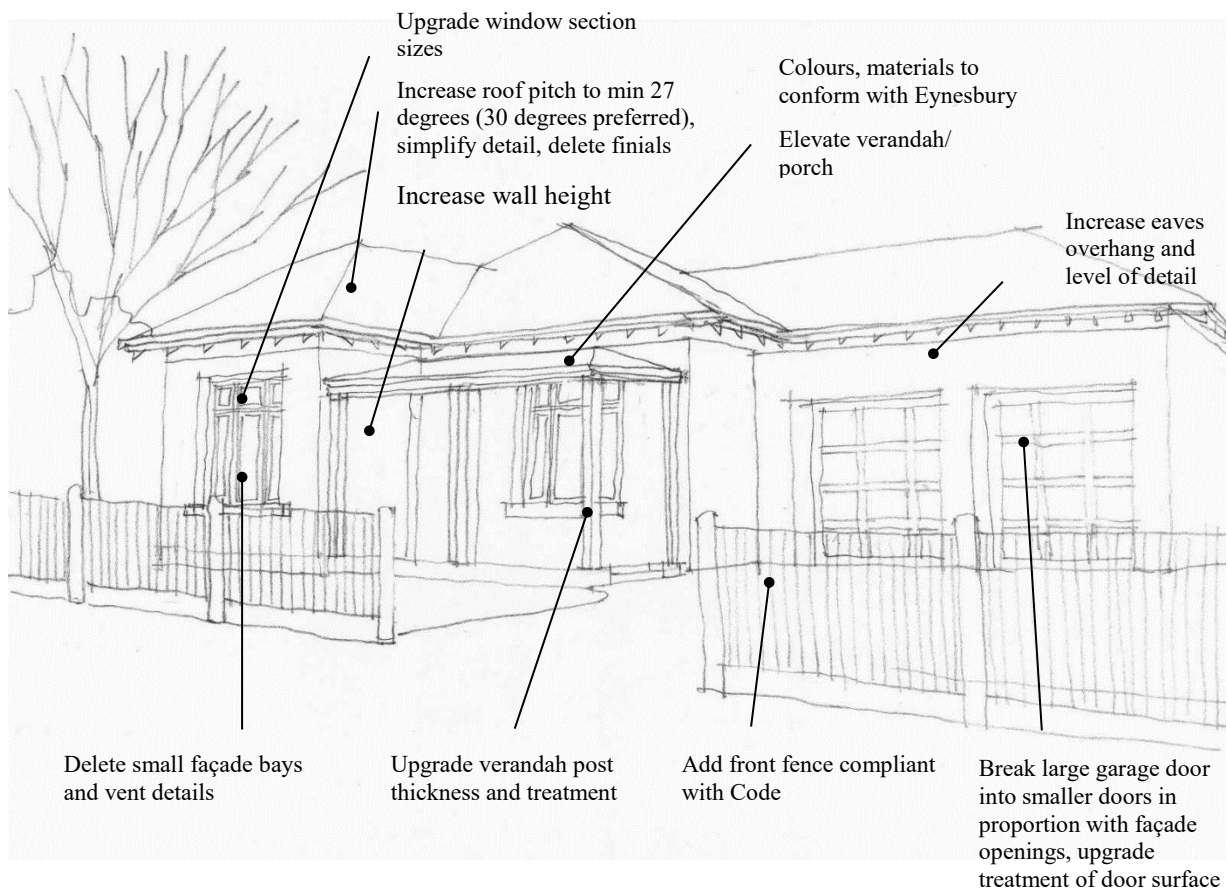 Upgrade window section
sizes
Increase roof pitch to min 27
degrees (30 degrees preferred),
simplify detail, delete finials
Increase wall height
Colours, materials to
conform with Eynesbury
Elevate verandah/
porch
Increase eaves
overhang and
level of detail
Delete small façade bays
and vent details
Upgrade verandah post
thickness and treatment
Add front fence compliant
with Code
Break large garage door
into smaller doors in
proportion with façade
openings, upgrade
treatment of door surface